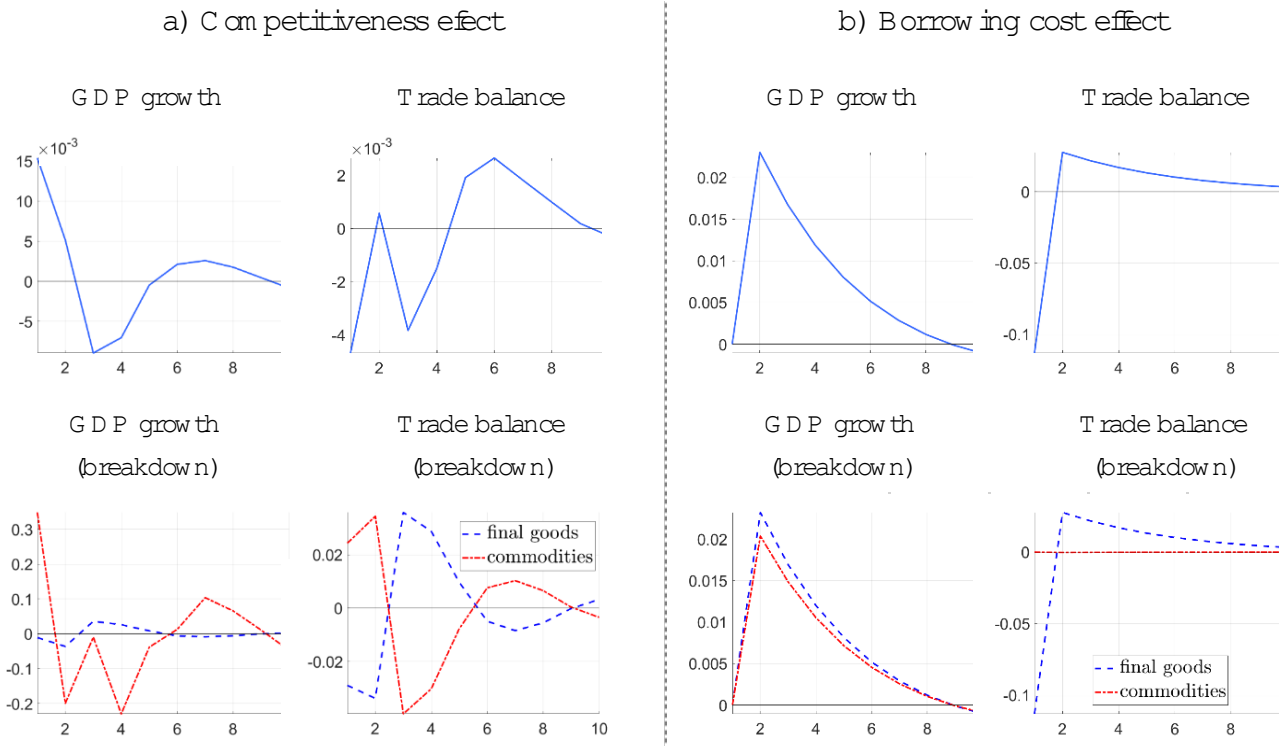 a) Competitiveness efect
GDP growth
×10⁻³
15
10
5
0
-5
2 4 6 8
Trade balance
×10⁻³
2
0
-2
-4
2 4 6 8
GDP growth
(breakdown)
0.3
0.2
0.1
0
-0.1
-0.2
2 4 6 8
Trade balance
(breakdown)
0.02
0
-0.02
final goods
commodities
2 4 6 8 10
b) Borrowing cost effect
GDP growth
0.02
0.015
0.01
0.005
0
2 4 6 8
Trade balance
0
-0.05
-0.1
2 4 6 8
GDP growth
(breakdown)
0.02
0.015
0.01
0.005
0
2 4 6 8
Trade balance
(breakdown)
0
-0.05
-0.1
final goods
commodities
2 4 6 8